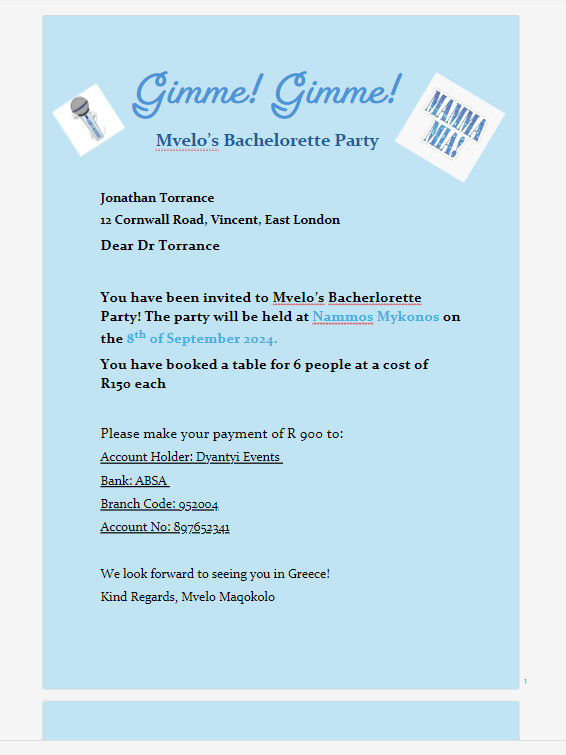 Gimme! Gimme!
Mvelo’s Bachelorette Party
Jonathan Torrance
12 Cornwall Road, Vincent, East London
Dear Dr Torrance
You have been invited to Mvelo’s Bacherlorette
Party! The party will be held at Nammos Mykonos on
the 8th of September 2024.
You have booked a table for 6 people at a cost of
R150 each
Please make your payment of R 900 to:
Account Holder: Dyantyi Events
Bank: ABSA
Branch Code: 952004
Account No: 897652341
We look forward to seeing you in Greece!
Kind Regards, Mvelo Maqokolo
1